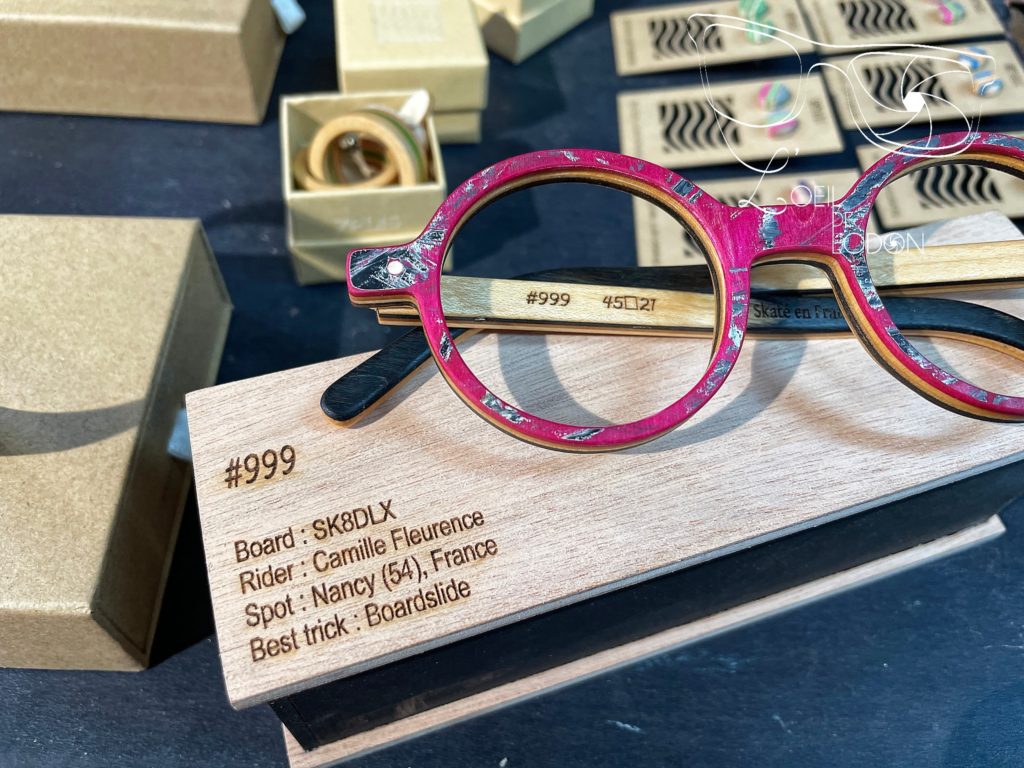 L'OEIL
DE
LODON
#999 45□21
Skate en Fra
#999
Board : SK8DLX
Rider : Camille Fleurence
Spot : Nancy (54), France
Best trick : Boardslide